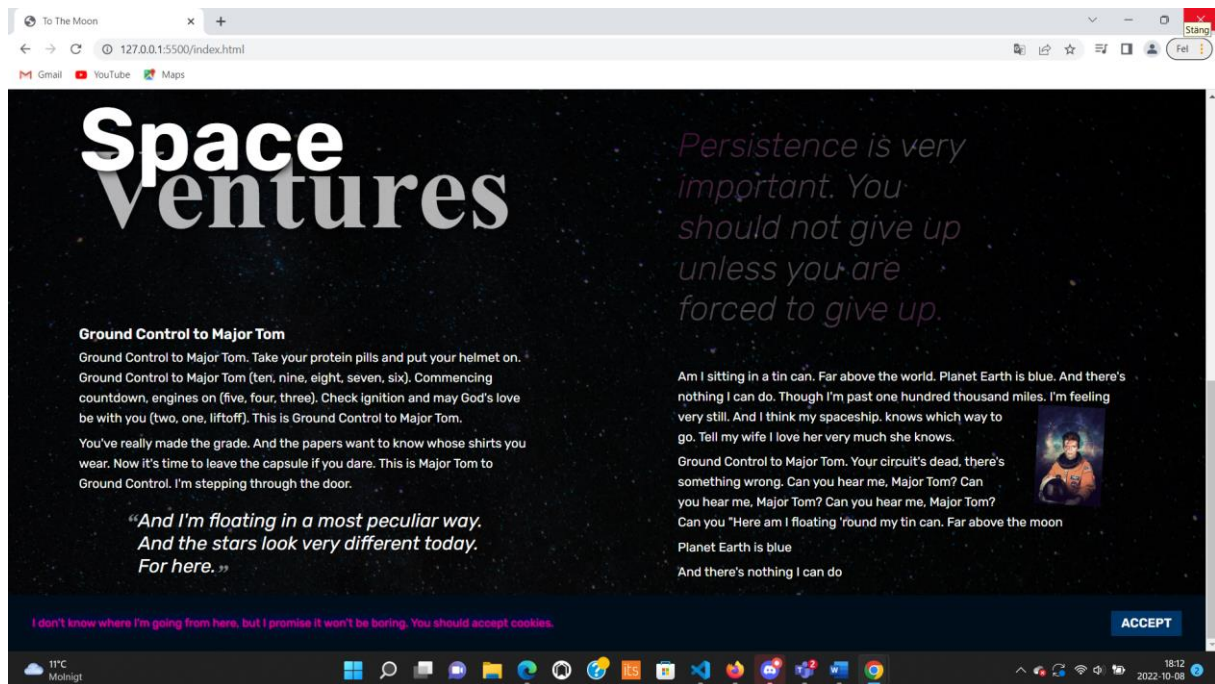 To The Moon
Stäng
127.0.0.1:5500/index.html
Fel
Gmail
YouTube
Maps
Space
Ventures
Ground Control to Major Tom
Ground Control to Major Tom. Take your protein pills and put your helmet on.
Ground Control to Major Tom (ten, nine, eight, seven, six). Commencing
countdown, engines on (five, four, three). Check ignition and may God's love
be with you (two, one, liftoff). This is Ground Control to Major Tom.
You've really made the grade. And the papers want to know whose shirts you
wear. Now it's time to leave the capsule if you dare. This is Major Tom to
Ground Control. I'm stepping through the door.
“And I'm floating in a most peculiar way.
And the stars look very different today.
For here.”
Persistence is very
important. You
should not give up
unless you are
forced to give up.
Am I sitting in a tin can. Far above the world. Planet Earth is blue. And there's
nothing I can do. Though I'm past one hundred thousand miles. I'm feeling
very still. And I think my spaceship. knows which way to
go. Tell my wife I love her very much she knows.
Ground Control to Major Tom. Your circuit's dead, there's
something wrong. Can you hear me, Major Tom? Can
you hear me, Major Tom? Can you hear me, Major Tom?
Can you "Here am I floating 'round my tin can. Far above the moon
Planet Earth is blue
And there's nothing I can do
I don't know where I'm going from here, but I promise it won't be boring. You should accept cookies.
ACCEPT
11°C
Molnigt
its
2
18:12
2022-10-08
2